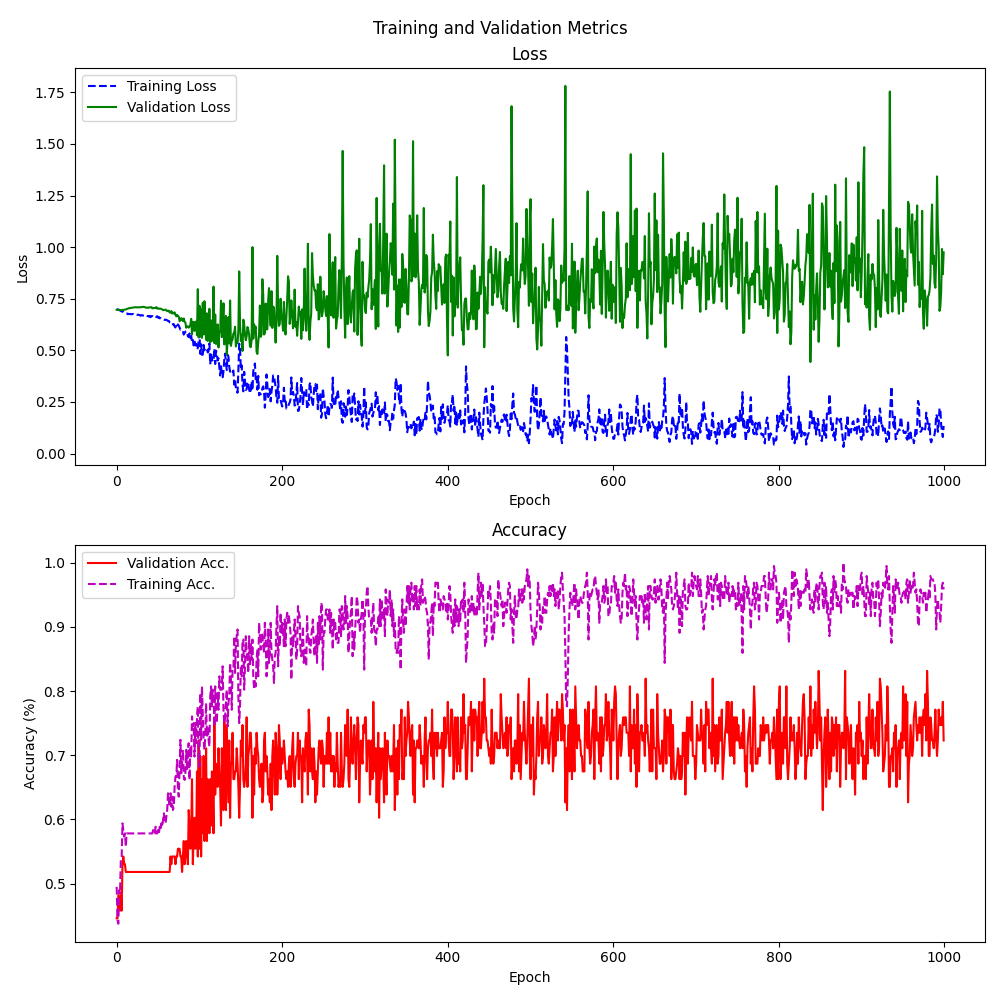 Training and Validation Metrics
Loss
Training Loss
Validation Loss
1.75
1.50
1.25
1.00
0.75
0.50
0.25
0.00
Loss
0 200 400 600 800 1000
Epoch
Accuracy
Validation Acc.
Training Acc.
1.0
0.9
0.8
0.7
0.6
0.5
Accuracy (%)
0 200 400 600 800 1000
Epoch